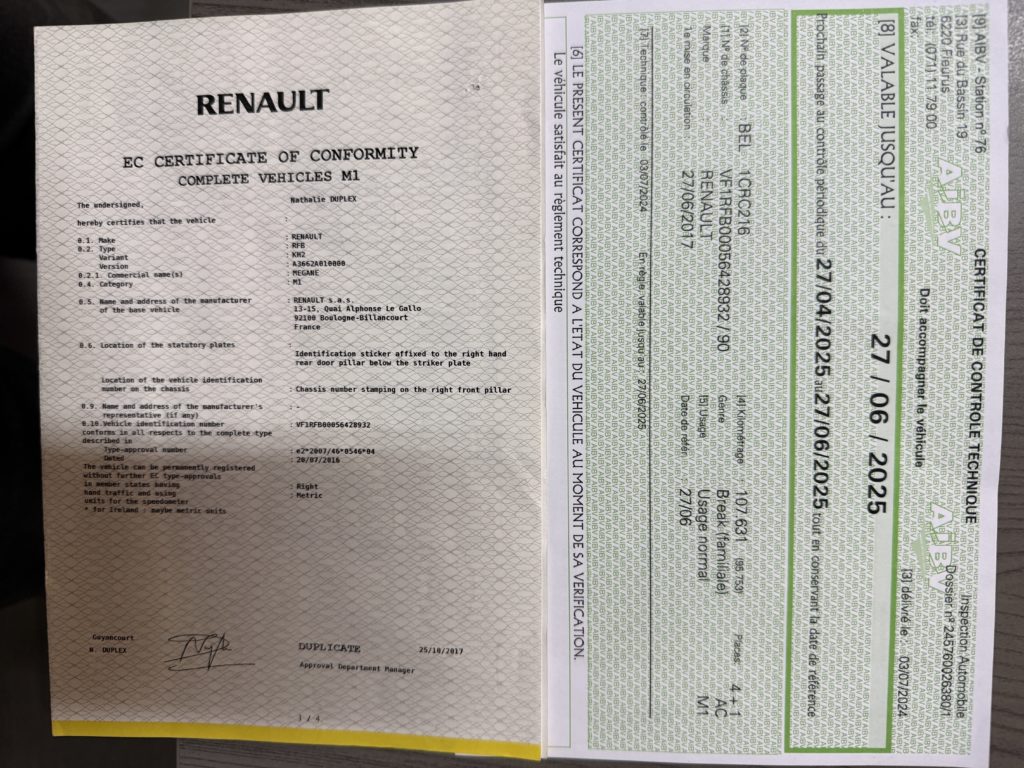 RENAULT
EC CERTIFICATE OF CONFORMITY
COMPLETE VEHICLES M1
The undersigned, Nathalie DUPLEX
hereby certifies that the vehicle
0.1. Make : RENAULT
0.2. Type : RFB
Variant : KH2
Version : A3662A010000
0.2.1. Commercial name(s) : MEGANE
0.4. Category : M1
0.5. Name and address of the manufacturer : RENAULT s.a.s.
of the base vehicle 13-15, Quai Alphonse Le Gallo
92100 Boulogne-Billancourt
France
0.6. Location of the statutory plates :
Identification sticker affixed to the right hand
rear door pillar below the striker plate
Location of the vehicle identification
number on the chassis : Chassis number stamping on the right front pillar
0.9. Name and address of the manufacturer's : -
representative (if any)
0.10.Vehicle identification number : VF1RFB00056428932
conforms in all respects to the complete type
described in
Type-approval number : e2*2007/46*0546*04
Dated : 20/07/2016
The vehicle can be permanently registered
without further EC type-approvals
in member states having : Right
hand traffic and using : Metric
units for the speedometer
* for Ireland : maybe metric units
Guyancourt
N. DUPLEX
DUPLICATE 25/10/2017
Approval Department Manager
1 / 4
[9] AIBV - Station n° 76
[3] Rue du Bassin 19
6220 Fleurus
tél.: (071) 11 79 00
fax:
CERTIFICAT DE CONTROLE TECHNIQUE
Doit accompagner le véhicule
AIBV
AIBV
Inspection Automobile
Dossier n° 245760026380/1
[3] délivré le : 03/07/2024
[8] VALABLE JUSQU'AU : 27 / 06 / 2025
Prochain passage au contrôle périodique du 27/04/2025 au 27/06/2025 tout en conservant la date de référence
[2] N° de plaque BEL 1CRC216 [4] Kilométrage 107.631 Places: 4 + 1
[1] N° de chassis VF1RFB00056428932 / 90 Genre Break (familiale) AC
Marque RENAULT [5] Usage Usage normal M1
1e mise en circulation : 27/06/2017 Date de référ. : 27/06
[7] Technique : contrôlé le : 03/07/2024 En règle, valable jusqu'au : 27/06/2025
[6] LE PRESENT CERTIFICAT CORRESPOND A L'ETAT DU VEHICULE AU MOMENT DE SA VERIFICATION.
Le véhicule satisfait au règlement technique